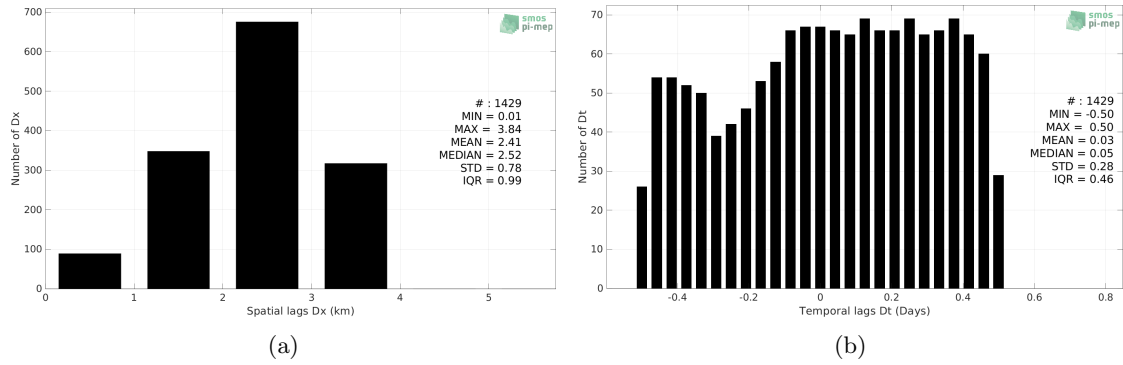 700
600
500
400
300
200
100
0
Number of Dx
0 1 2 3 4 5
Spatial lags Dx (km)
smos
pi-mep
# : 1429
MIN = 0.01
MAX = 3.84
MEAN = 2.41
MEDIAN = 2.52
STD = 0.78
IQR = 0.99
(a)
70
60
50
40
30
20
10
0
Number of Dt
-0.4 -0.2 0 0.2 0.4 0.6 0.8
Temporal lags Dt (Days)
smos
pi-mep
# : 1429
MIN = -0.50
MAX = 0.50
MEAN = 0.03
MEDIAN = 0.05
STD = 0.28
IQR = 0.46
(b)